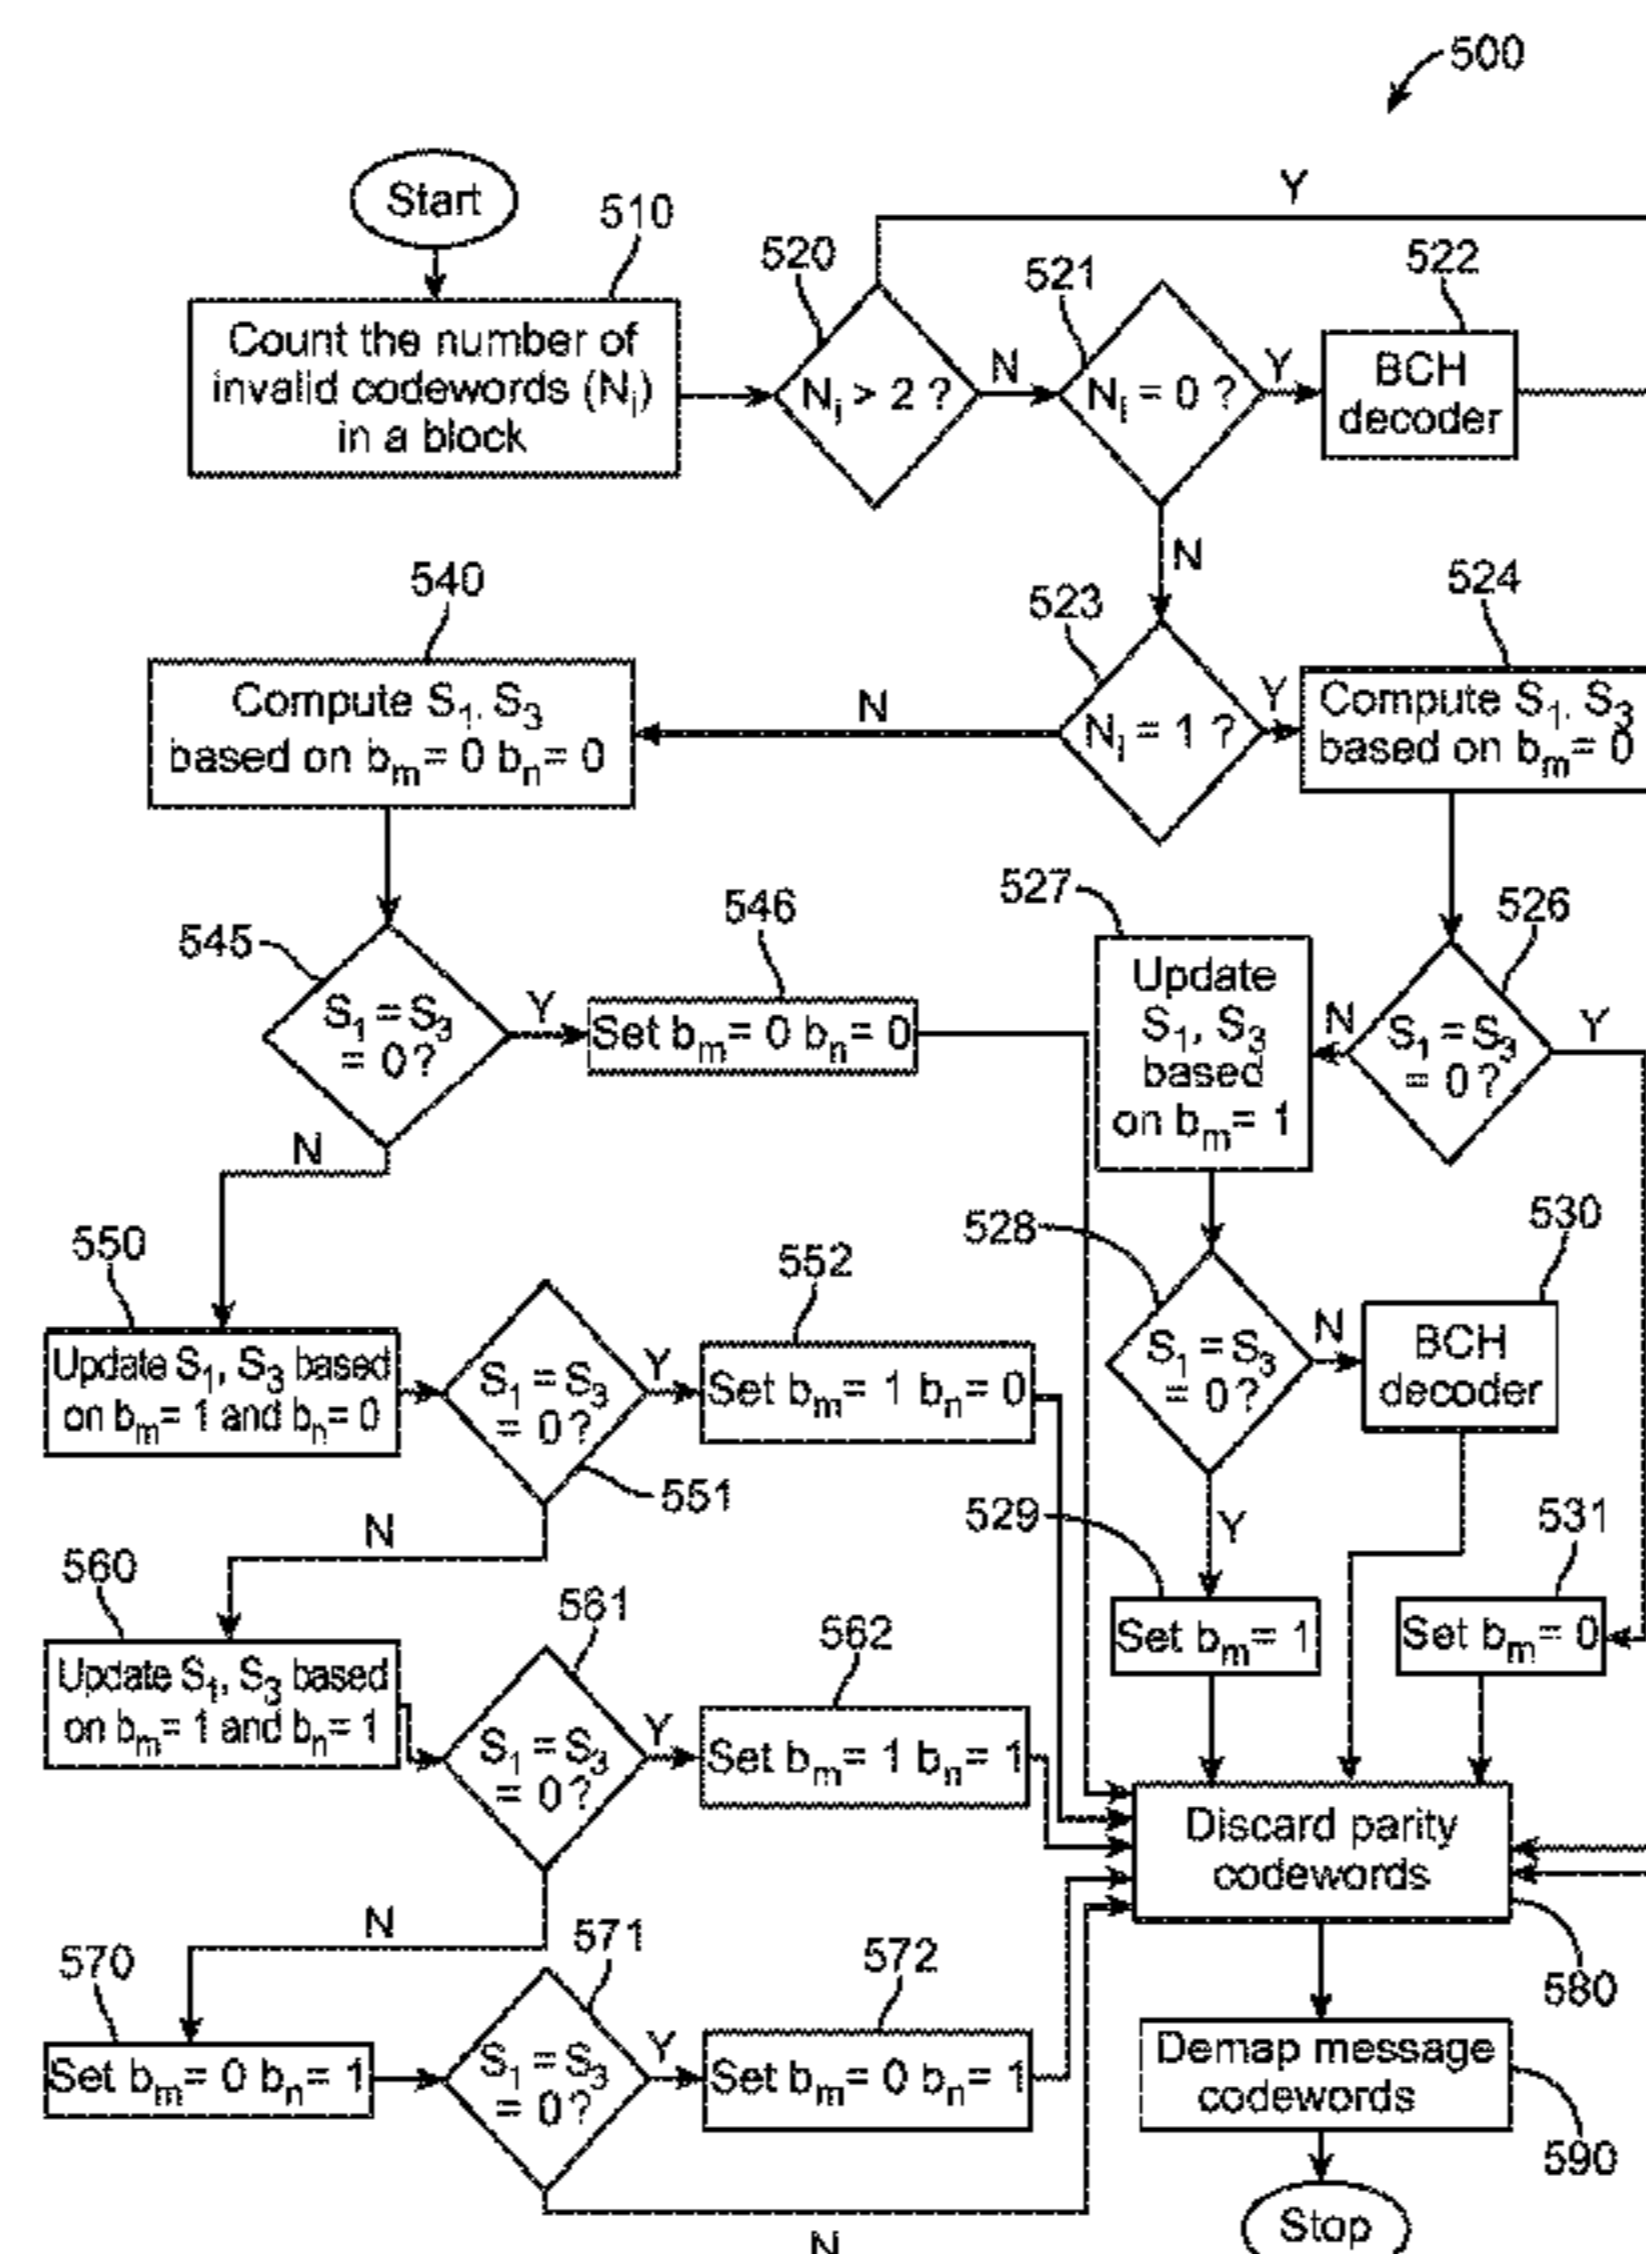 500
Start
510
Count the number of
invalid codewords (Ni)
in a block
520
Ni > 2 ?
Y
N
521
Ni = 0 ?
Y
522
BCH
decoder
N
523
Ni = 1 ?
Y
524
Compute S1, S3
based on bm= 0
N
540
Compute S1, S3
based on bm= 0 bn= 0
545
S1 = S3
= 0 ?
Y
546
Set bm= 0 bn= 0
N
527
Update
S1, S3
based
on bm= 1
N
526
S1 = S3
= 0 ?
Y
528
S1 = S3
= 0 ?
N
530
BCH
decoder
Y
529
Set bm= 1
531
Set bm= 0
550
Update S1, S3 based
on bm= 1 and bn= 0
S1 = S3
= 0 ?
551
Y
552
Set bm= 1 bn= 0
N
560
Update S1, S3 based
on bm= 1 and bn= 1
561
S1 = S3
= 0 ?
Y
562
Set bm= 1 bn= 1
N
570
Set bm= 0 bn= 1
571
S1 = S3
= 0 ?
Y
572
Set bm= 0 bn= 1
N
Discard parity
codewords
580
Demap message
codewords
590
Stop